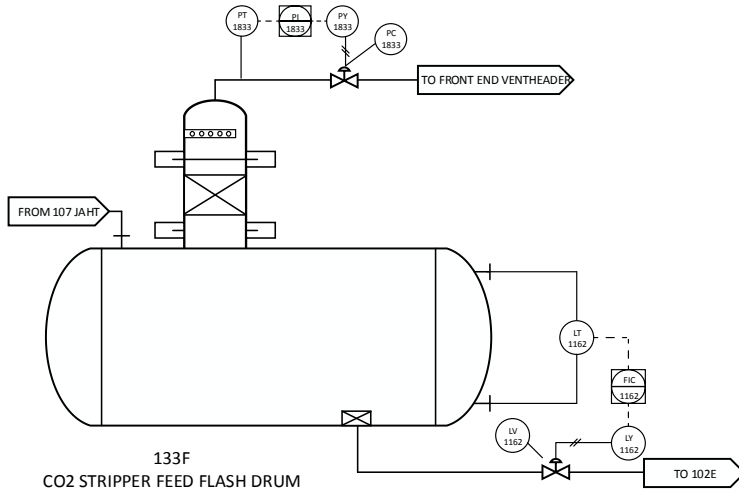 PT
1833
PI
1833
PY
1833
PC
1833
TO FRONT END VENTHEADER
FROM 107 JAHT
LT
1162
FIC
1162
LV
1162
LY
1162
TO 102E
133F
CO2 STRIPPER FEED FLASH DRUM